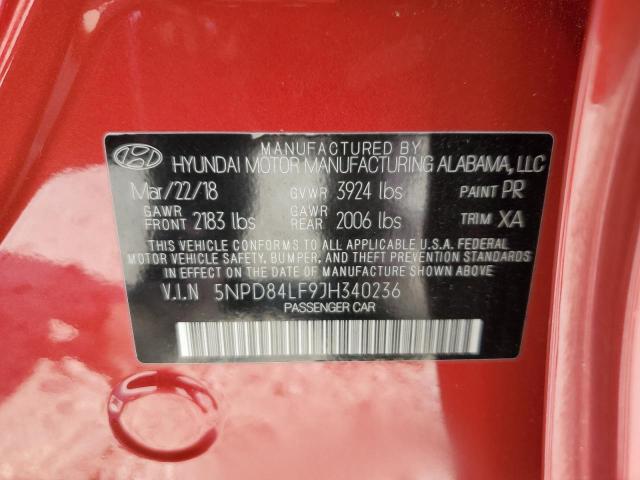 MANUFACTURED BY
HYUNDAI MOTOR MANUFACTURING ALABAMA, LLC
Mar/22/18 GVWR 3924 lbs PAINT PR
GAWR FRONT 2183 lbs GAWR REAR 2006 lbs TRIM XA
THIS VEHICLE CONFORMS TO ALL APPLICABLE U.S.A. FEDERAL
MOTOR VEHICLE SAFETY, BUMPER, AND THEFT PREVENTION STANDARDS
IN EFFECT ON THE DATE OF MANUFACTURE SHOWN ABOVE.
V.I.N 5NPD84LF9JH340236
PASSENGER CAR